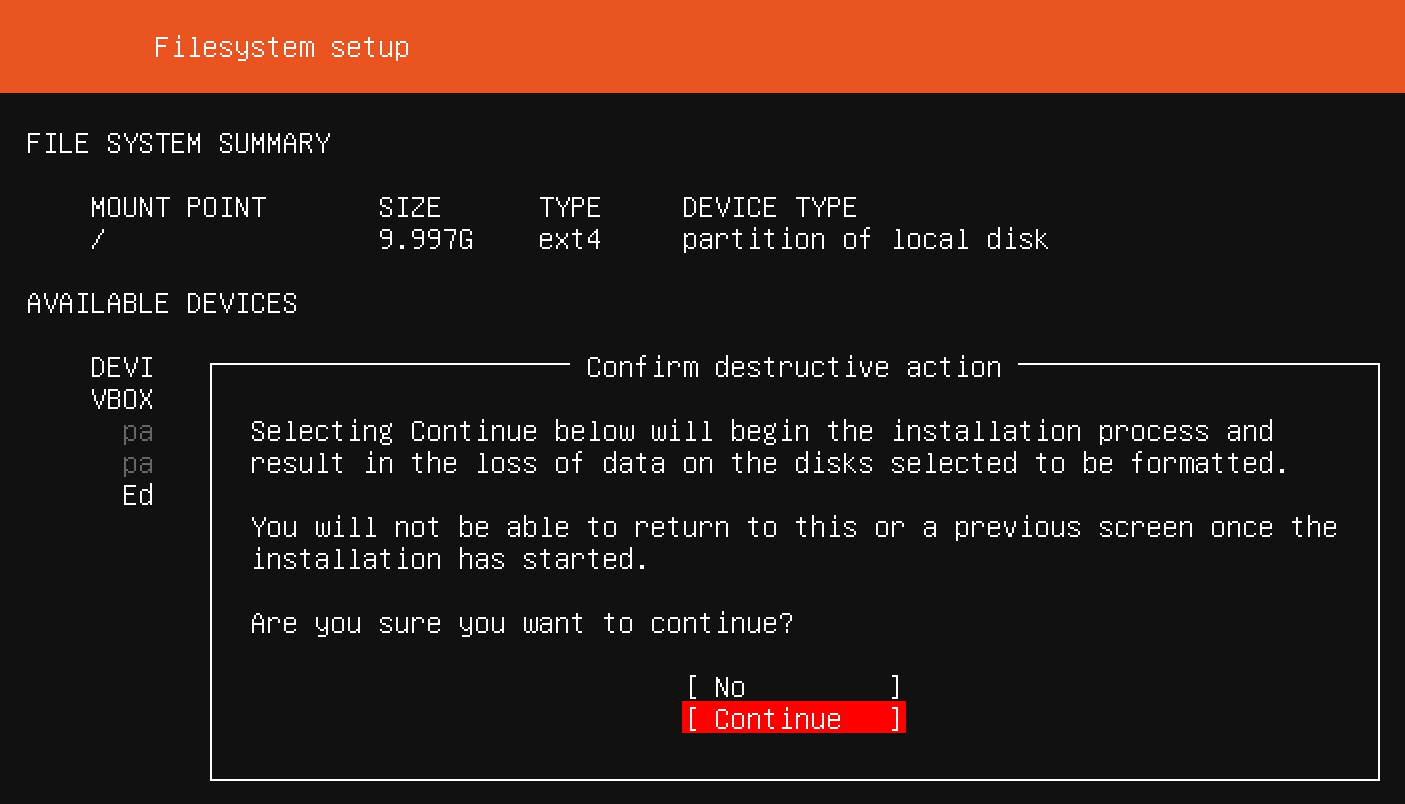 Filesystem setup
FILE SYSTEM SUMMARY
MOUNT POINT SIZE TYPE DEVICE TYPE
/ 9.997G ext4 partition of local disk
AVAILABLE DEVICES
DEVI
VBOX
pa
pa
Ed
Confirm destructive action
Selecting Continue below will begin the installation process and
result in the loss of data on the disks selected to be formatted.
You will not be able to return to this or a previous screen once the
installation has started.
Are you sure you want to continue?
[ No ]
[ Continue ]